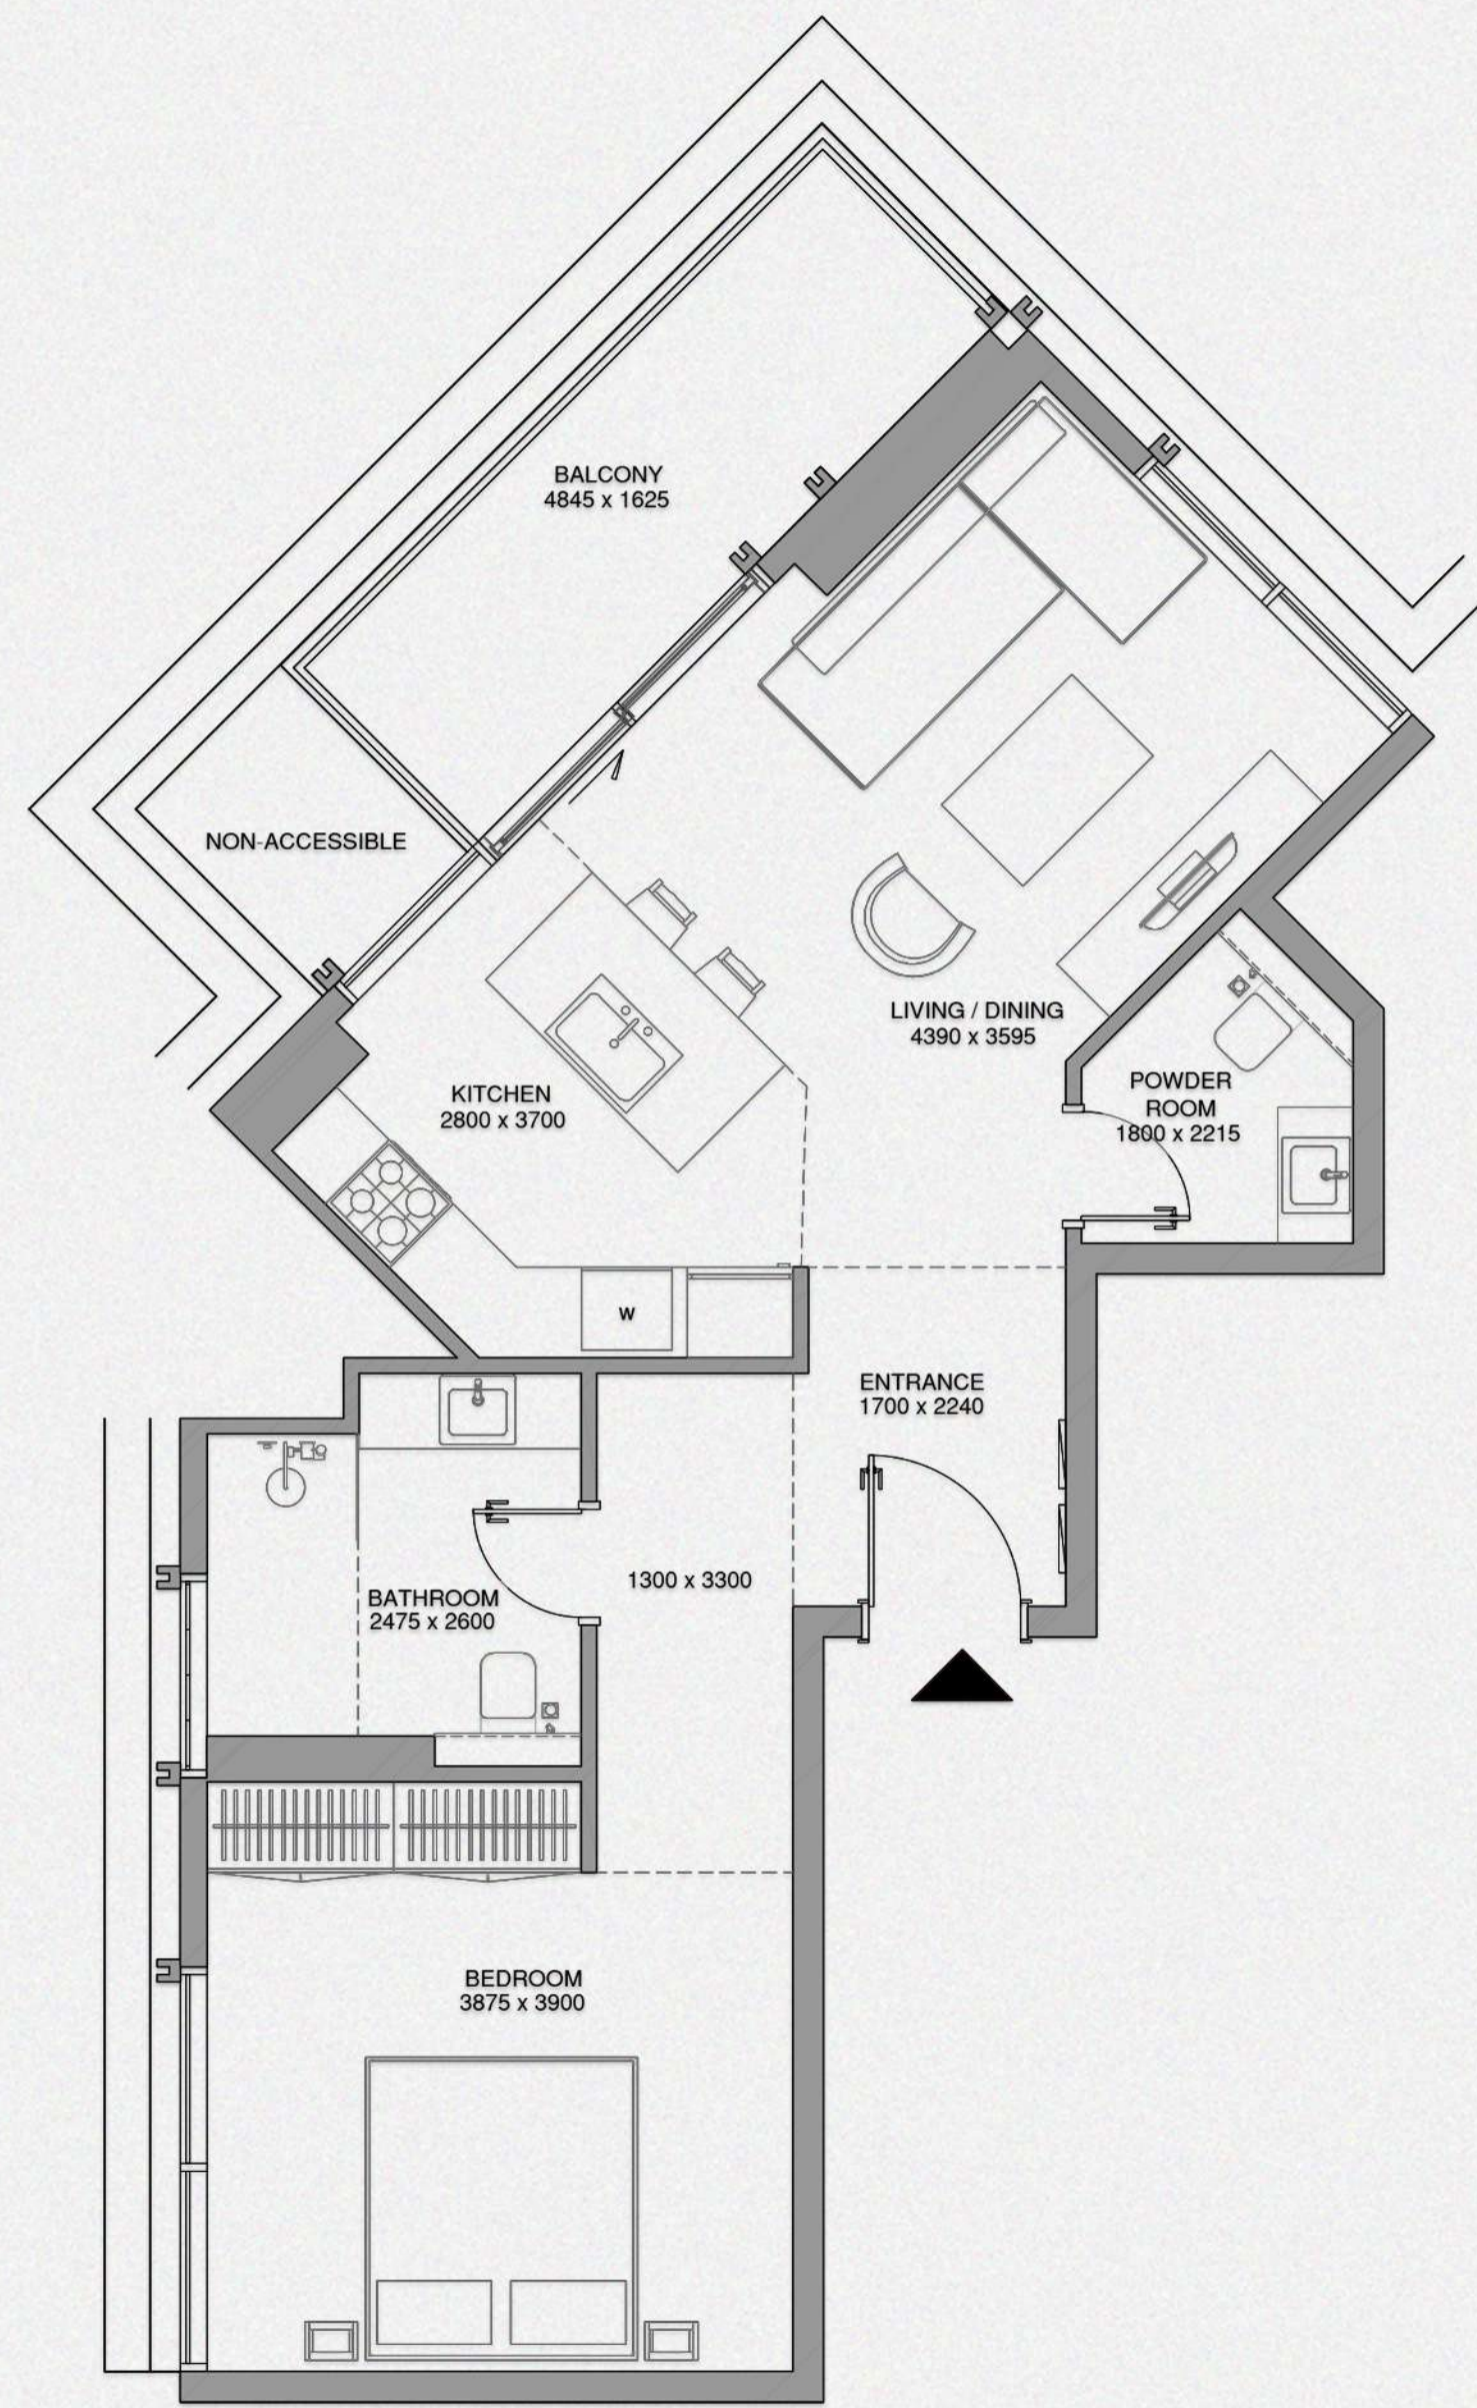 BALCONY
4845 x 1625
NON-ACCESSIBLE
LIVING / DINING
4390 x 3595
KITCHEN
2800 x 3700
POWDER
ROOM
1800 x 2215
W
ENTRANCE
1700 x 2240
1300 x 3300
BATHROOM
2475 x 2600
BEDROOM
3875 x 3900